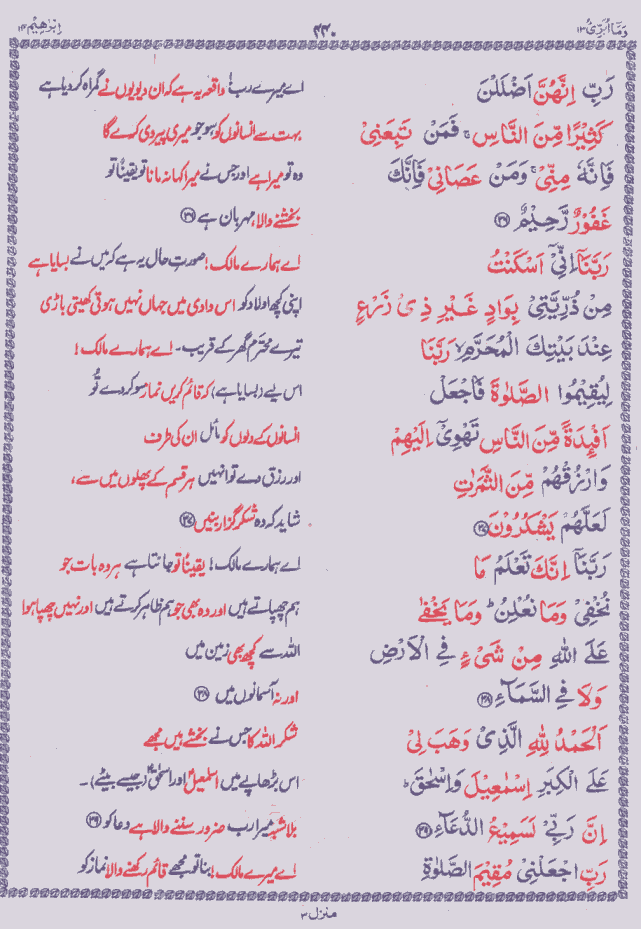 وَمَا اُبَرِّئُ ۱۳
۴۴۰
اِبْرٰهِيْم ۱۴
رَبِّ اِنَّهُنَّ اَضْلَلْنَ
اے میرے رب! واقعہ یہ ہے کہ ان دیویوں نے گمراہ کر دیا ہے
كَثِيْرًا مِّنَ النَّاسِ ۚ فَمَنْ تَبِعَنِيْ
بہت سے انسانوں کو سو جو میری پیروی کرے گا
فَاِنَّهٗ مِنِّيْ ۚ وَمَنْ عَصَانِيْ فَاِنَّكَ
وہ تو میرا ہے اور جس نے میرا کہا نہ مانا تو یقیناً تو
غَفُوْرٌ رَّحِيْمٌ ۳۶
بخشنے والا، مہربان ہے ۳۶
رَبَّنَآ اِنِّيْٓ اَسْكَنْتُ
اے ہمارے مالک! صورتِ حال یہ ہے کہ میں نے بسایا ہے
مِنْ ذُرِّيَّتِيْ بِوَادٍ غَيْرِ ذِيْ زَرْعٍ
اپنی کچھ اولاد کو اس وادی میں جہاں نہیں ہوتی کھیتی باڑی
عِنْدَ بَيْتِكَ الْمُحَرَّمِ ۙ رَبَّنَا
تیرے محترم گھر کے قریب۔ اے ہمارے مالک!
لِيُقِيْمُوا الصَّلٰوةَ فَاجْعَلْ
اس لیے (بسایا ہے) کہ قائم کریں نماز سو کر دے تُو
اَفْئِدَةً مِّنَ النَّاسِ تَهْوِيْٓ اِلَيْهِمْ
انسانوں کے دلوں کو مائل ان کی طرف
وَارْزُقْهُمْ مِّنَ الثَّمَرٰتِ
اور رزق دے تو انہیں ہر قسم کے پھلوں میں سے،
لَعَلَّهُمْ يَشْكُرُوْنَ ۳۷
شاید کہ وہ شکر گزار بنیں ۳۷
رَبَّنَآ اِنَّكَ تَعْلَمُ مَا
اے ہمارے مالک! یقیناً تو جانتا ہے ہر وہ بات جو
نُخْفِيْ وَمَا نُعْلِنُ ۭ وَمَا يَخْفٰى
ہم چھپاتے ہیں اور وہ بھی جو ہم ظاہر کرتے ہیں اور نہیں چھپا ہوا
عَلَى اللّٰهِ مِنْ شَيْءٍ فِي الْاَرْضِ
اللہ سے کچھ بھی زمین میں
وَلَا فِي السَّمَآءِ ۳۸
اور نہ آسمانوں میں ۳۸
اَلْحَمْدُ لِلّٰهِ الَّذِيْ وَهَبَ لِيْ
شکر اللہ کا جس نے بخشے ہیں مجھے
عَلَى الْكِبَرِ اِسْمٰعِيْلَ وَاِسْحٰقَ ۭ
اس بڑھاپے میں اسمٰعیلؑ اور اسحٰقؑ (جیسے بیٹے)۔
اِنَّ رَبِّيْ لَسَمِيْعُ الدُّعَآءِ ۳۹
بلاشبہ میرا رب ضرور سننے والا ہے دعا کو ۳۹
رَبِّ اجْعَلْنِيْ مُقِيْمَ الصَّلٰوةِ
اے میرے مالک! بنا تو مجھے قائم رکھنے والا نماز کو
منزل ۳